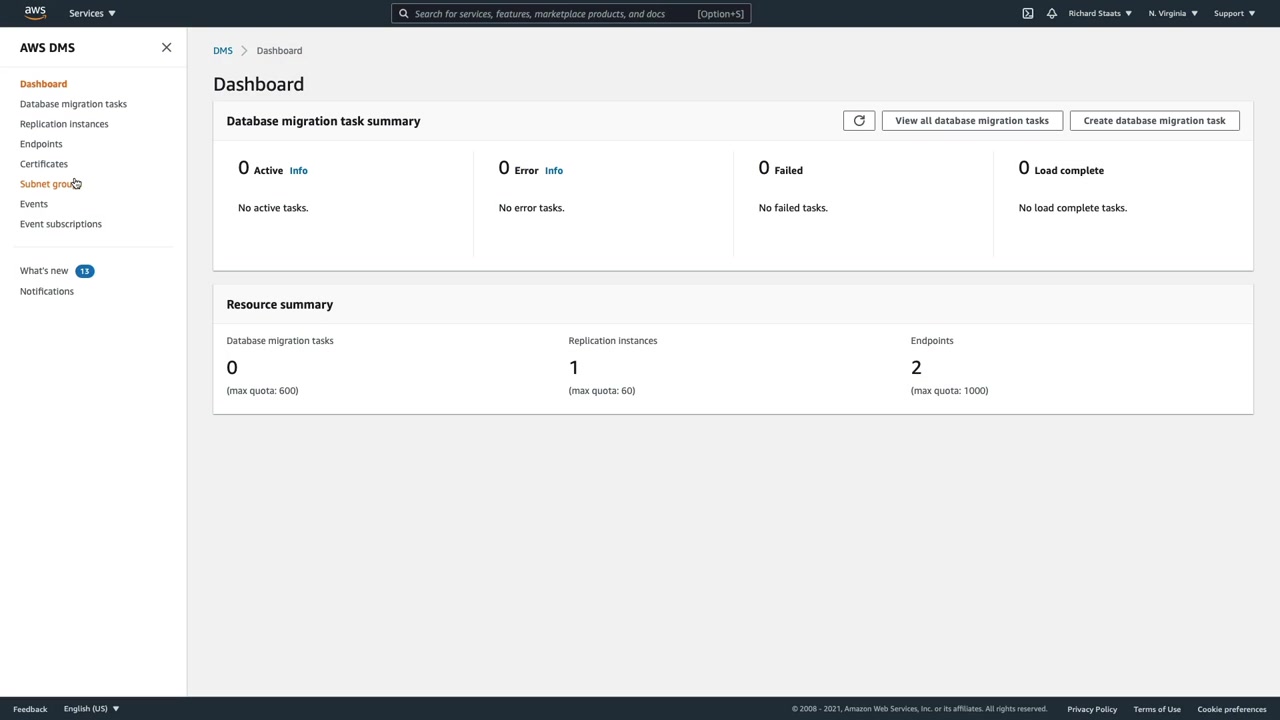 aws Services ▼ Search for services, features, marketplace products, and docs [Option+S] Richard Staats ▼ N. Virginia ▼ Support ▼
AWS DMS
Dashboard
Database migration tasks
Replication instances
Endpoints
Certificates
Subnet grou
Events
Event subscriptions
What's new 13
Notifications
DMS > Dashboard
Dashboard
Database migration task summary
View all database migration tasks
Create database migration task
0 Active Info
No active tasks.
0 Error Info
No error tasks.
0 Failed
No failed tasks.
0 Load complete
No load complete tasks.
Resource summary
Database migration tasks
0
(max quota: 600)
Replication instances
1
(max quota: 60)
Endpoints
2
(max quota: 1000)
Feedback English (US) ▼ © 2008 - 2021, Amazon Web Services, Inc. or its affiliates. All rights reserved. Privacy Policy Terms of Use Cookie preferences